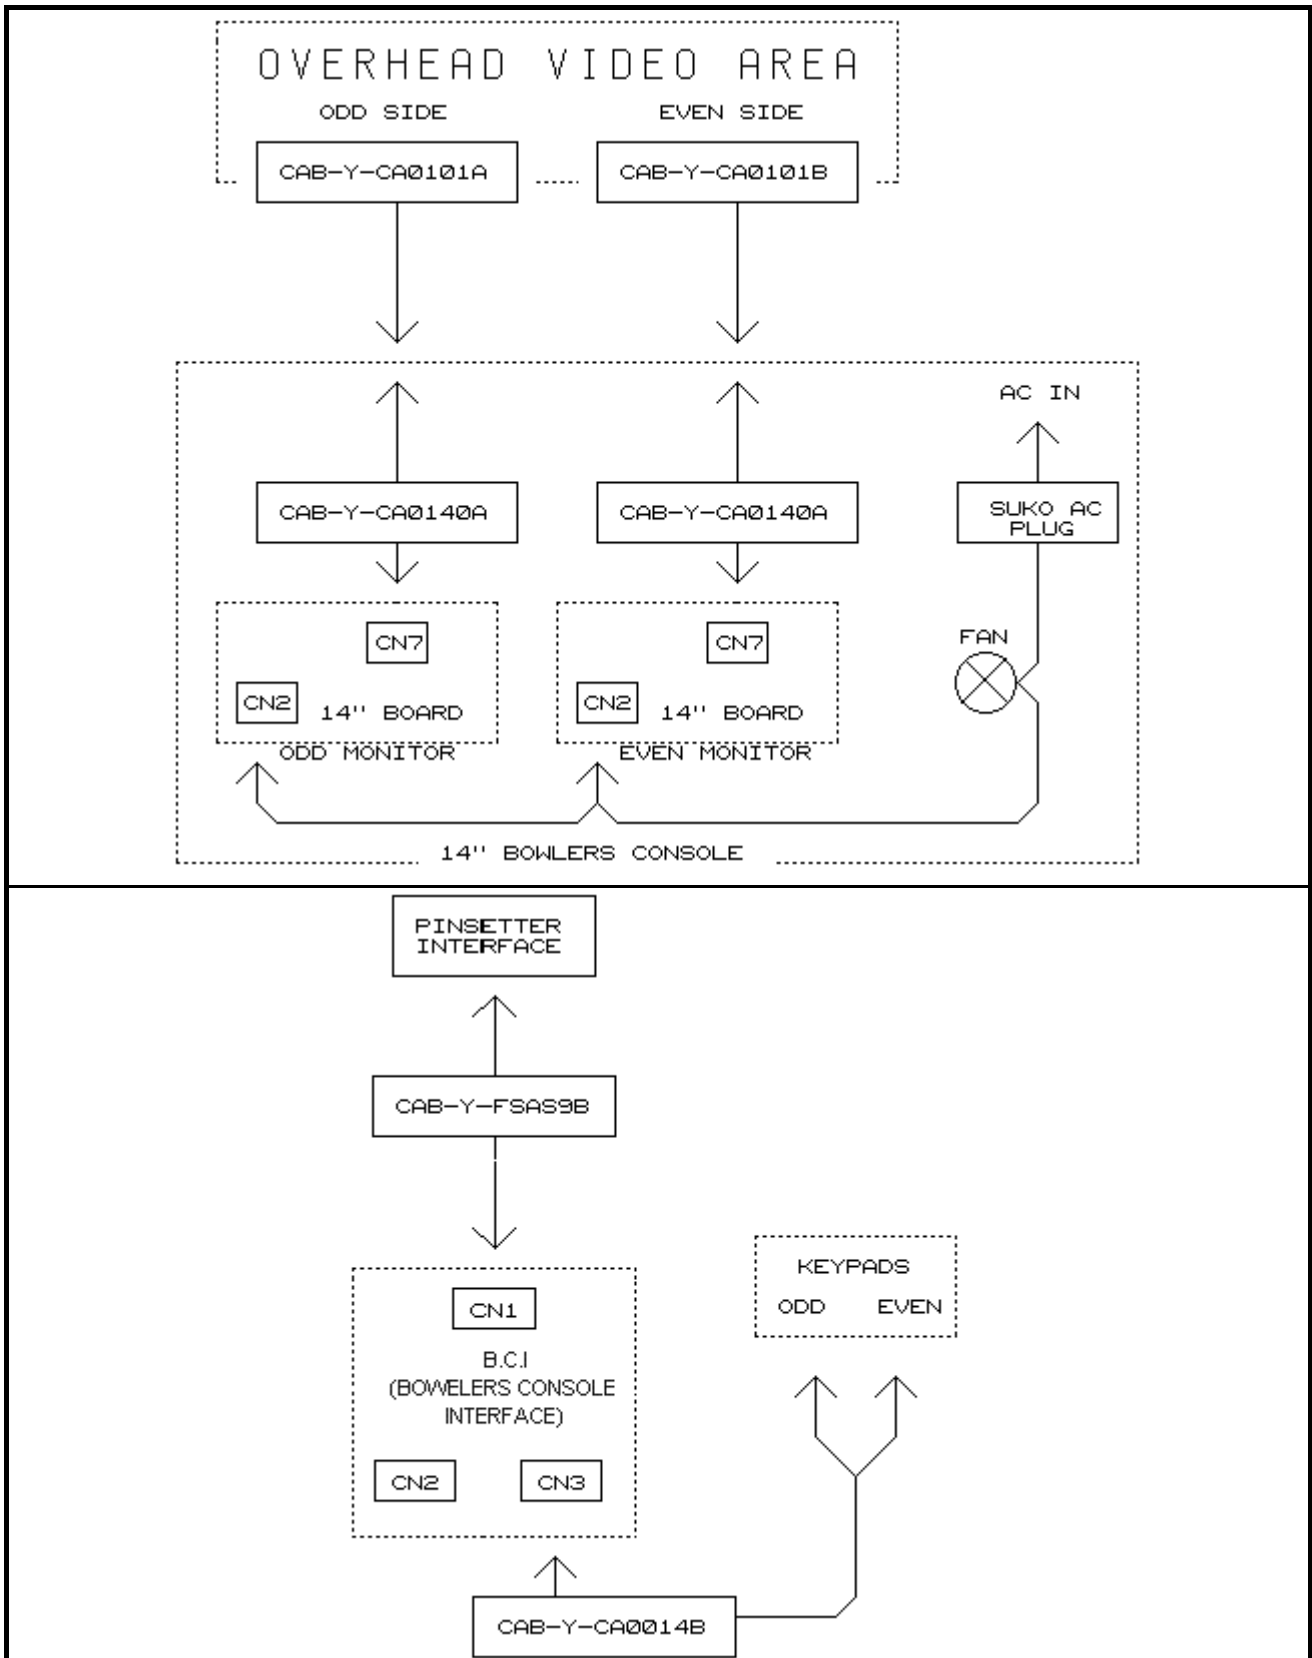 OVERHEAD VIDEO AREA
ODD SIDE
EVEN SIDE
CAB-Y-CA0101A
CAB-Y-CA0101B
AC IN
CAB-Y-CA0140A
CAB-Y-CA0140A
SUKO AC
PLUG
CN7
CN7
FAN
CN2
14" BOARD
CN2
14" BOARD
ODD MONITOR
EVEN MONITOR
14" BOWLERS CONSOLE
PINSETTER
INTERFACE
CAB-Y-FSAS9B
KEYPADS
ODD
EVEN
CN1
B.C.I
(BOWELERS CONSOLE
INTERFACE)
CN2
CN3
CAB-Y-CA0014B